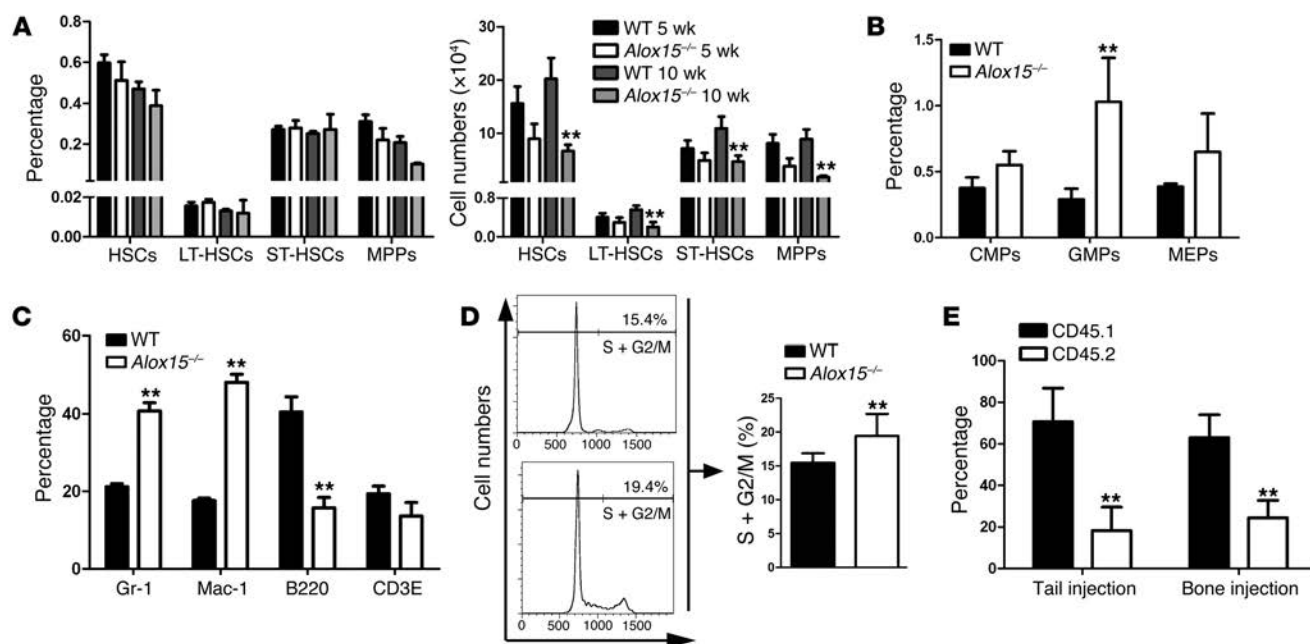 A
Percentage
0.8
0.6
0.4
0.2
0.02
0.00
HSCs LT-HSCs ST-HSCs MPPs
Cell numbers (×10⁴)
30
20
10
0.8
0.0
WT 5 wk
Alox15⁻/⁻ 5 wk
WT 10 wk
Alox15⁻/⁻ 10 wk
** ** ** **
HSCs LT-HSCs ST-HSCs MPPs
B
Percentage
1.5
1.0
0.5
0
WT
Alox15⁻/⁻
**
CMPs GMPs MEPs
C
Percentage
60
40
20
0
WT
Alox15⁻/⁻
** ** **
Gr-1 Mac-1 B220 CD3E
D
Cell numbers
15.4%
S + G2/M
0 500 1000 1500
19.4%
S + G2/M
0 500 1000 1500
WT
Alox15⁻/⁻
S + G2/M (%)
25
20
15
10
5
0
**
E
CD45.1
CD45.2
Percentage
100
80
60
40
20
0
** **
Tail injection Bone injection